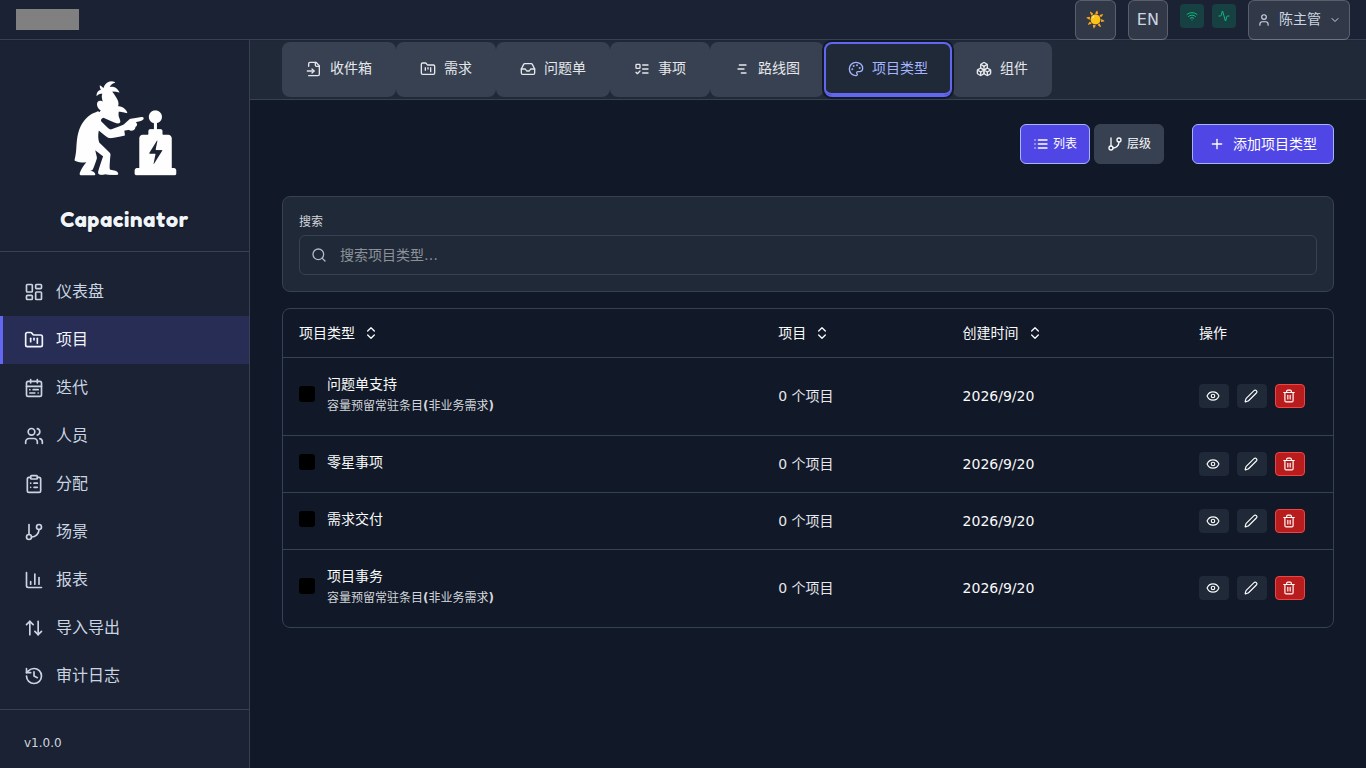 EN
陈主管
收件箱
需求
问题单
事项
路线图
项目类型
组件
Capacinator
仪表盘
项目
迭代
人员
分配
场景
报表
导入导出
审计日志
v1.0.0
列表
层级
添加项目类型
搜索
搜索项目类型...
项目类型 项目 创建时间 操作
问题单支持
容量预留常驻条目(非业务需求)
0 个项目 2026/9/20
零星事项 0 个项目 2026/9/20
需求交付 0 个项目 2026/9/20
项目事务
容量预留常驻条目(非业务需求)
0 个项目 2026/9/20